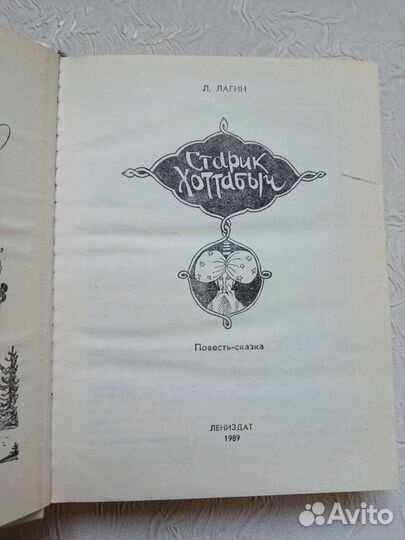 Л. ЛАГИН
Старик
Хоттабыч
Повесть-сказка
ЛЕНИЗДАТ
1989
Avito